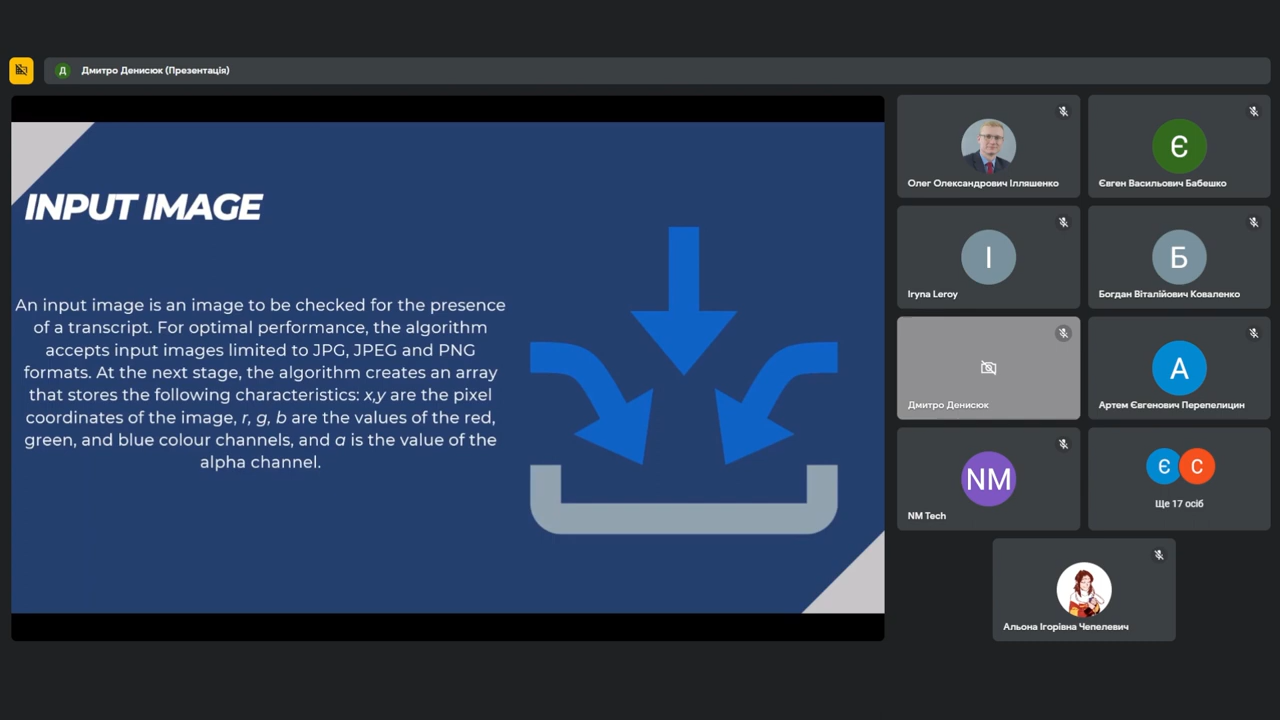 Д
Дмитро Денисюк (Презентація)
INPUT IMAGE
An input image is an image to be checked for the presence
of a transcript. For optimal performance, the algorithm
accepts input images limited to JPG, JPEG and PNG
formats. At the next stage, the algorithm creates an array
that stores the following characteristics: x,y are the pixel
coordinates of the image, r, g, b are the values of the red,
green, and blue colour channels, and α is the value of the
alpha channel.
Олег Олександрович Ілляшенко
Є
Євген Васильович Бабешко
I
Iryna Leroy
Б
Богдан Віталійович Коваленко
Дмитро Денисюк
А
Артем Євгенович Перепелицин
NM
NM Tech
Є С
Ще 17 осіб
Альона Ігорівна Чепелевич